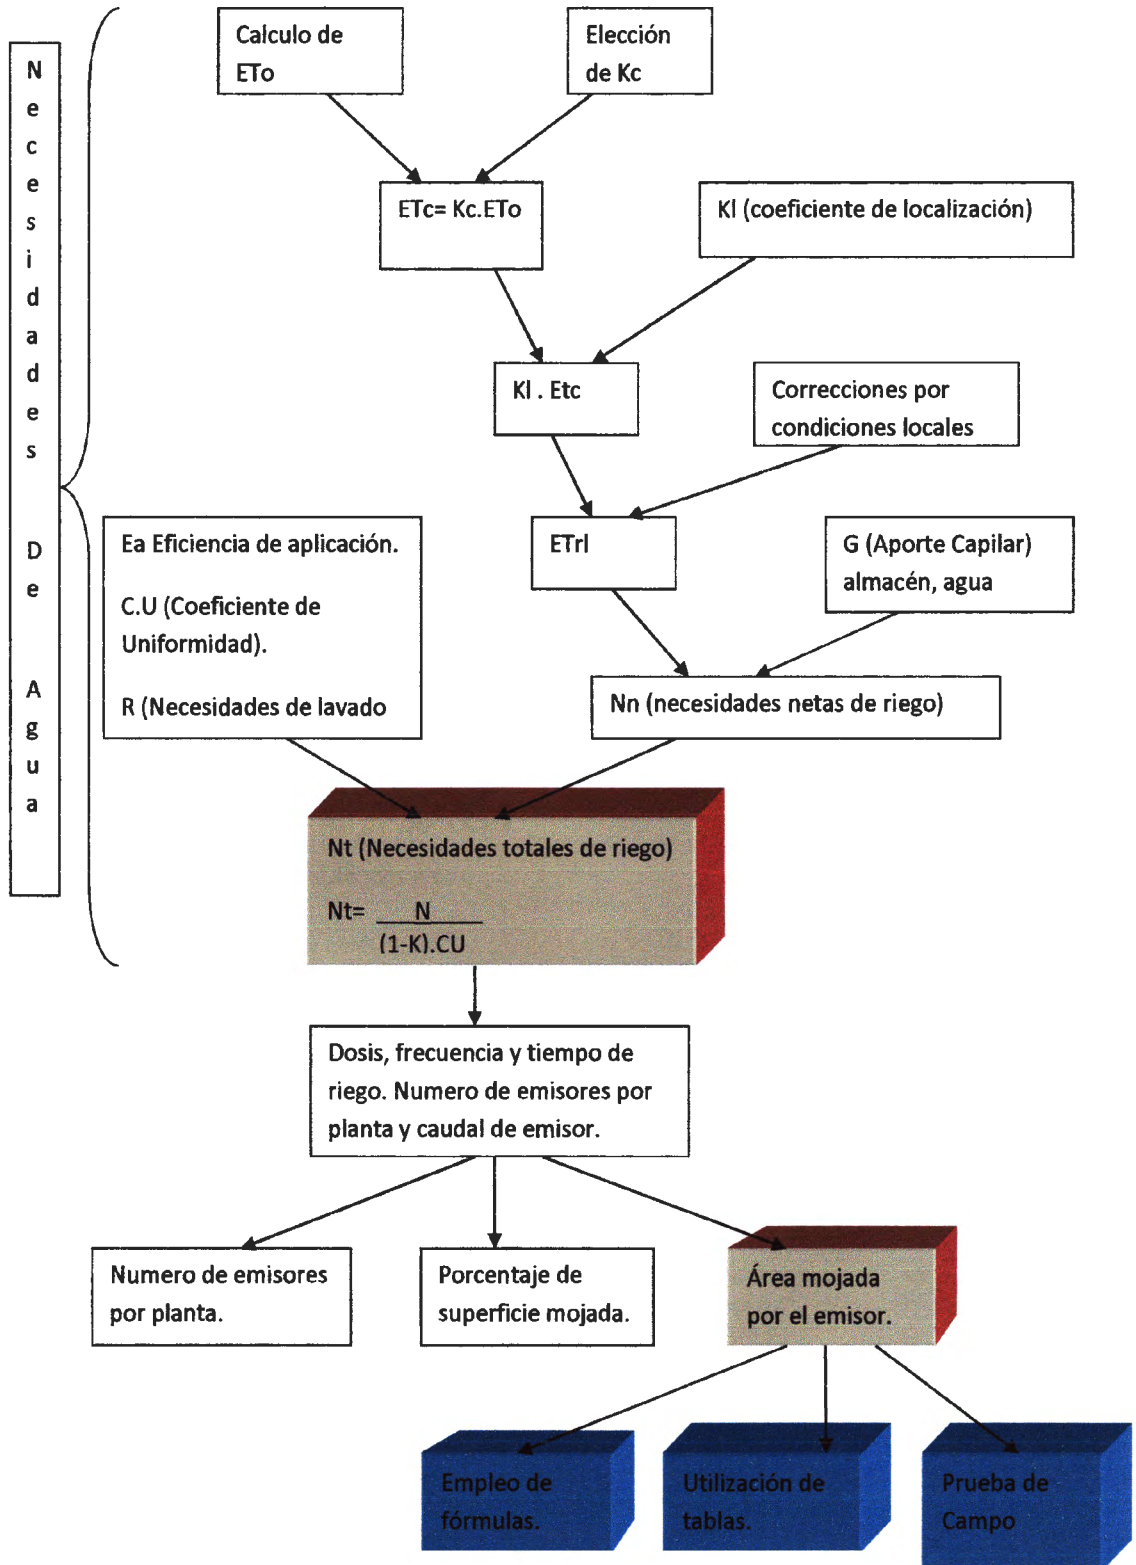 Necesidades De Agua
Calculo de
ETo
Elección
de Kc
ETc= Kc.ETo
Kl (coeficiente de localización)
Kl . Etc
Correcciones por
condiciones locales
Ea Eficiencia de aplicación.
C.U (Coeficiente de
Uniformidad).
R (Necesidades de lavado
ETrl
G (Aporte Capilar)
almacén, agua
Nn (necesidades netas de riego)
Nt (Necesidades totales de riego)
Nt= N
(1-K).CU
Dosis, frecuencia y tiempo de
riego. Numero de emisores por
planta y caudal de emisor.
Numero de emisores
por planta.
Porcentaje de
superficie mojada.
Área mojada
por el emisor.
Empleo de
fórmulas.
Utilización de
tablas.
Prueba de
Campo